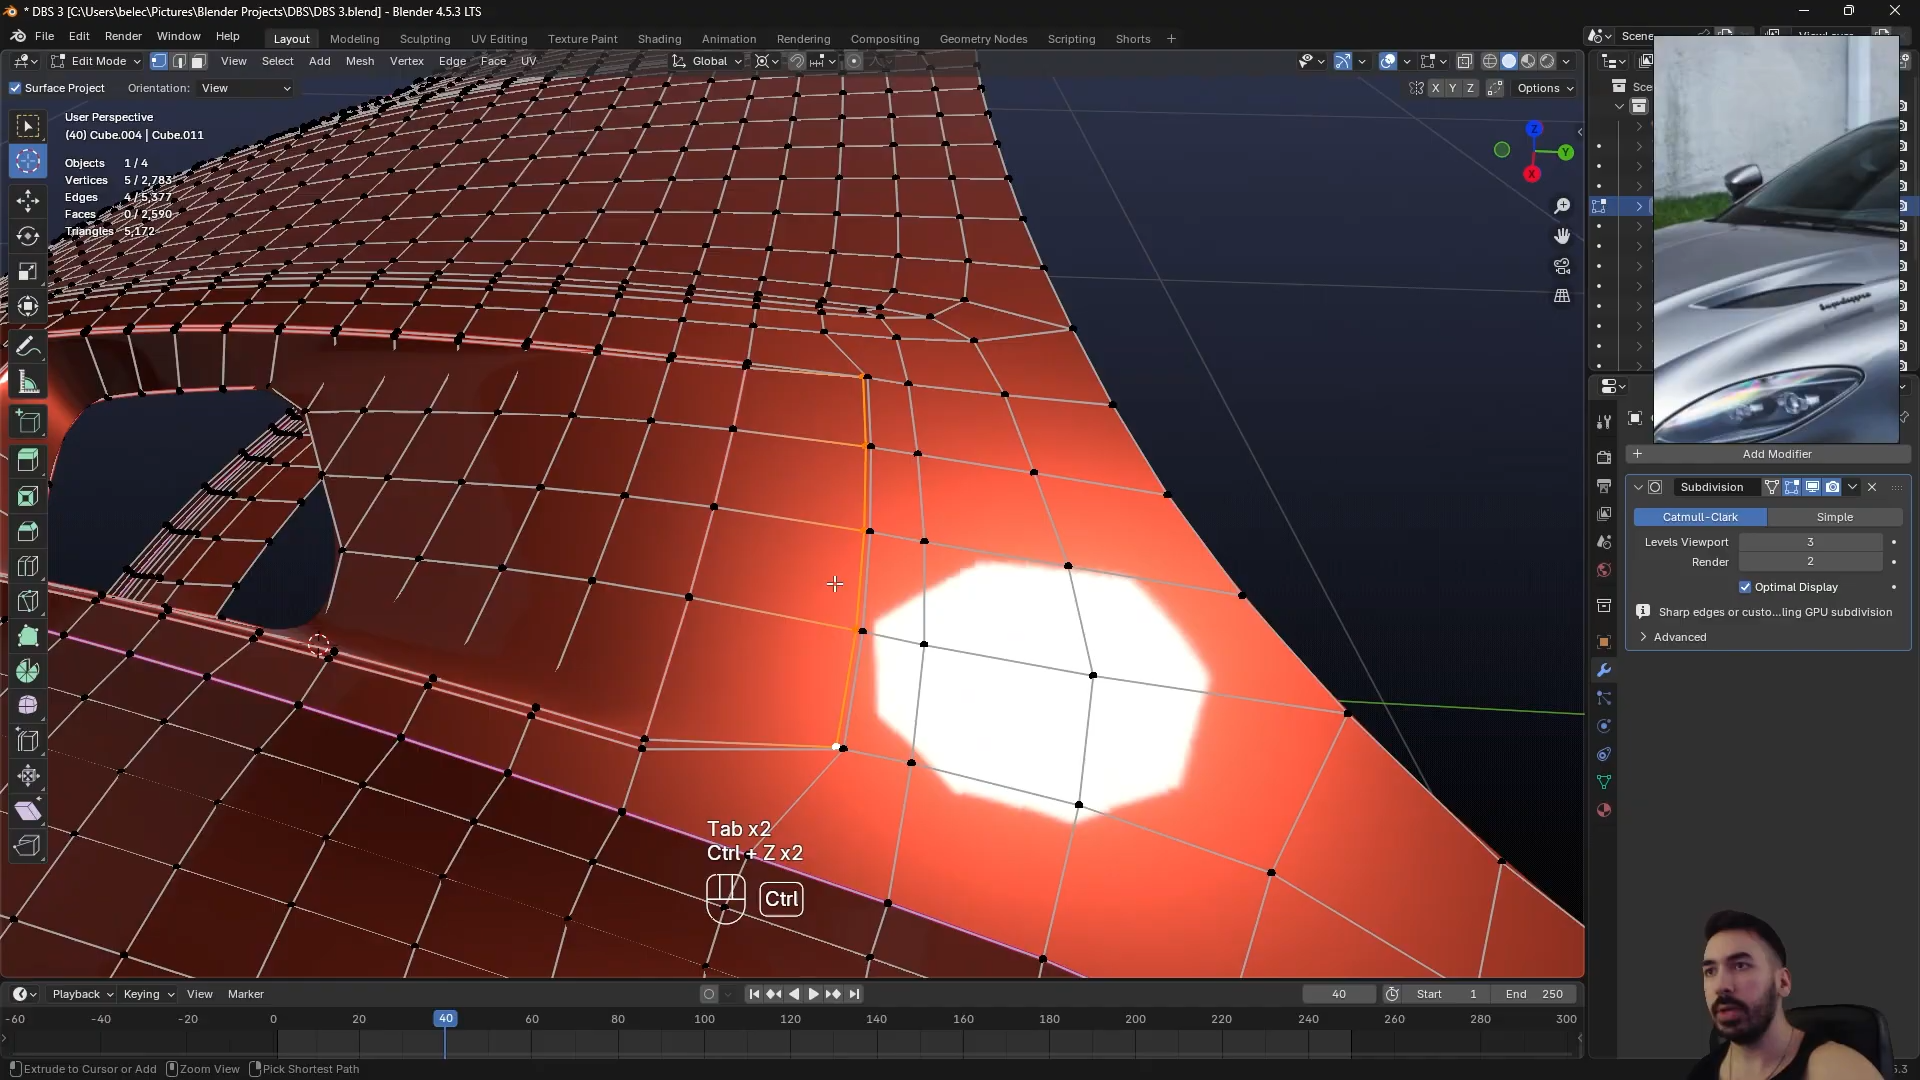 * DBS 3 [C:\Users\belec\Pictures\Blender Projects\DBS\DBS 3.blend] - Blender 4.5.3 LTS
File Edit Render Window Help
Layout Modeling Sculpting UV Editing Texture Paint Shading Animation Rendering Compositing Geometry Nodes Scripting Shorts +
Scene
Edit Mode View Select Add Mesh Vertex Edge Face UV Global
Surface Project Orientation: View
X Y Z Options
User Perspective
(40) Cube.004 | Cube.011
Objects 1 / 4
Vertices 5 / 2,783
Edges 4 / 5,377
Faces 0 / 2,590
Triangles 5,172
Z
Y
X
Sce
+ Add Modifier
Subdivision
Catmull-Clark Simple
Levels Viewport 3
Render 2
Optimal Display
Sharp edges or custo...ling GPU subdivision
Advanced
Tab x2
Ctrl + Z x2
Ctrl
Playback Keying View Marker
40 Start 1 End 250
-60 -40 -20 0 20 40 60 80 100 120 140 160 180 200 220 240 260 280 300
Extrude to Cursor or Add Zoom View Pick Shortest Path
5.3